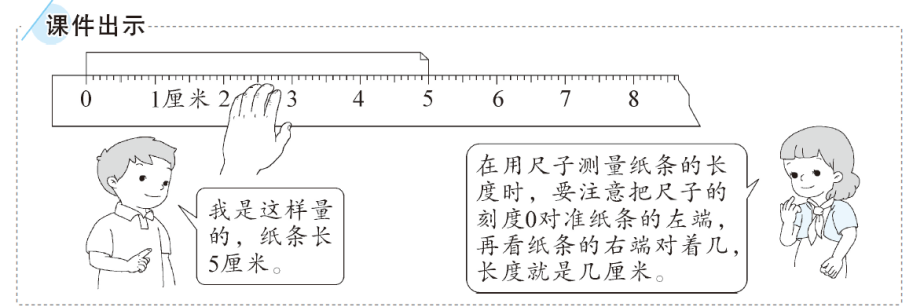 课件出示
0 1厘米 2 3 4 5 6 7 8
我是这样量
的，纸条长
5厘米。
在用尺子测量纸条的长
度时，要注意把尺子的
刻度0对准纸条的左端，
再看纸条的右端对着几，
长度就是几厘米。